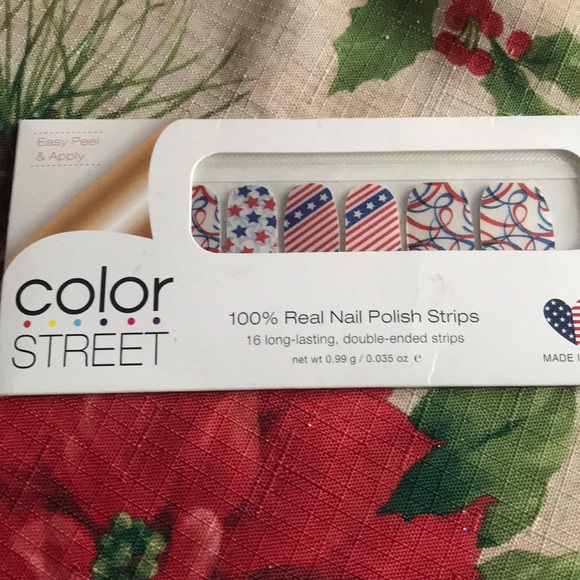 Easy Peel
& Apply
color
STREET
100% Real Nail Polish Strips
16 long-lasting, double-ended strips
net wt 0.99 g / 0.035 oz e
MADE